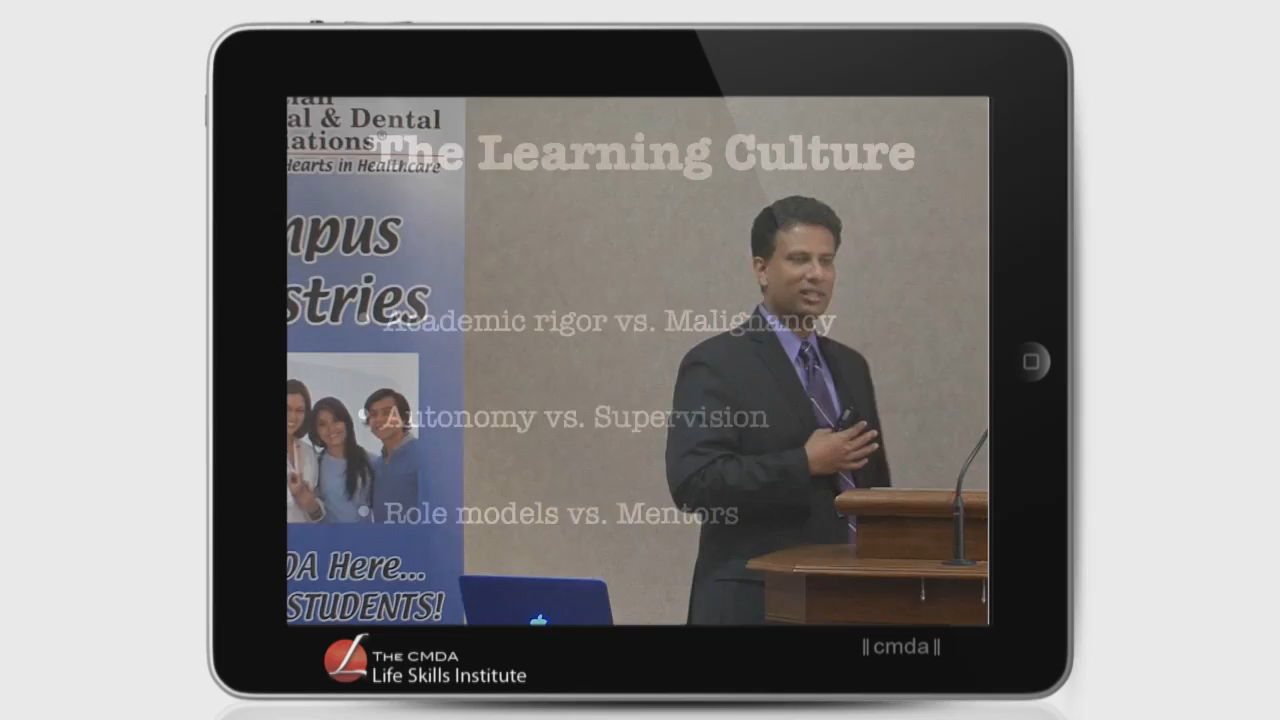 al & Dental
iations®
Hearts in Healthcare
The Learning Culture
mpus
stries
Academic rigor vs. Malignancy
• Autonomy vs. Supervision
• Role models vs. Mentors
DA Here...
STUDENTS!
THE CMDA
Life Skills Institute
||cmda||